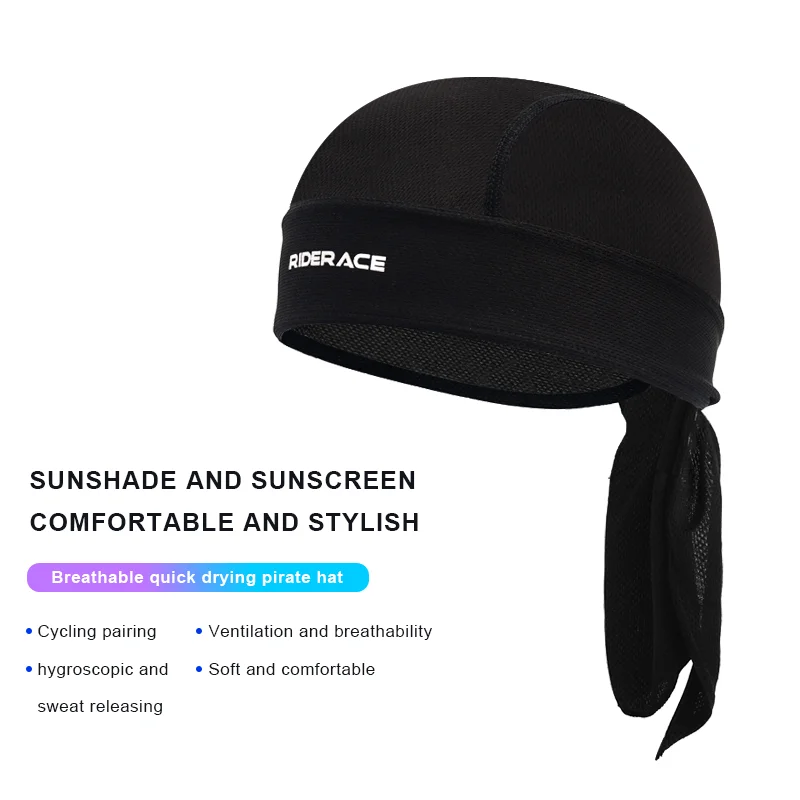 RIDERACE
SUNSHADE AND SUNSCREEN
COMFORTABLE AND STYLISH
Breathable quick drying pirate hat
Cycling pairing
Ventilation and breathability
hygroscopic and
sweat releasing
Soft and comfortable